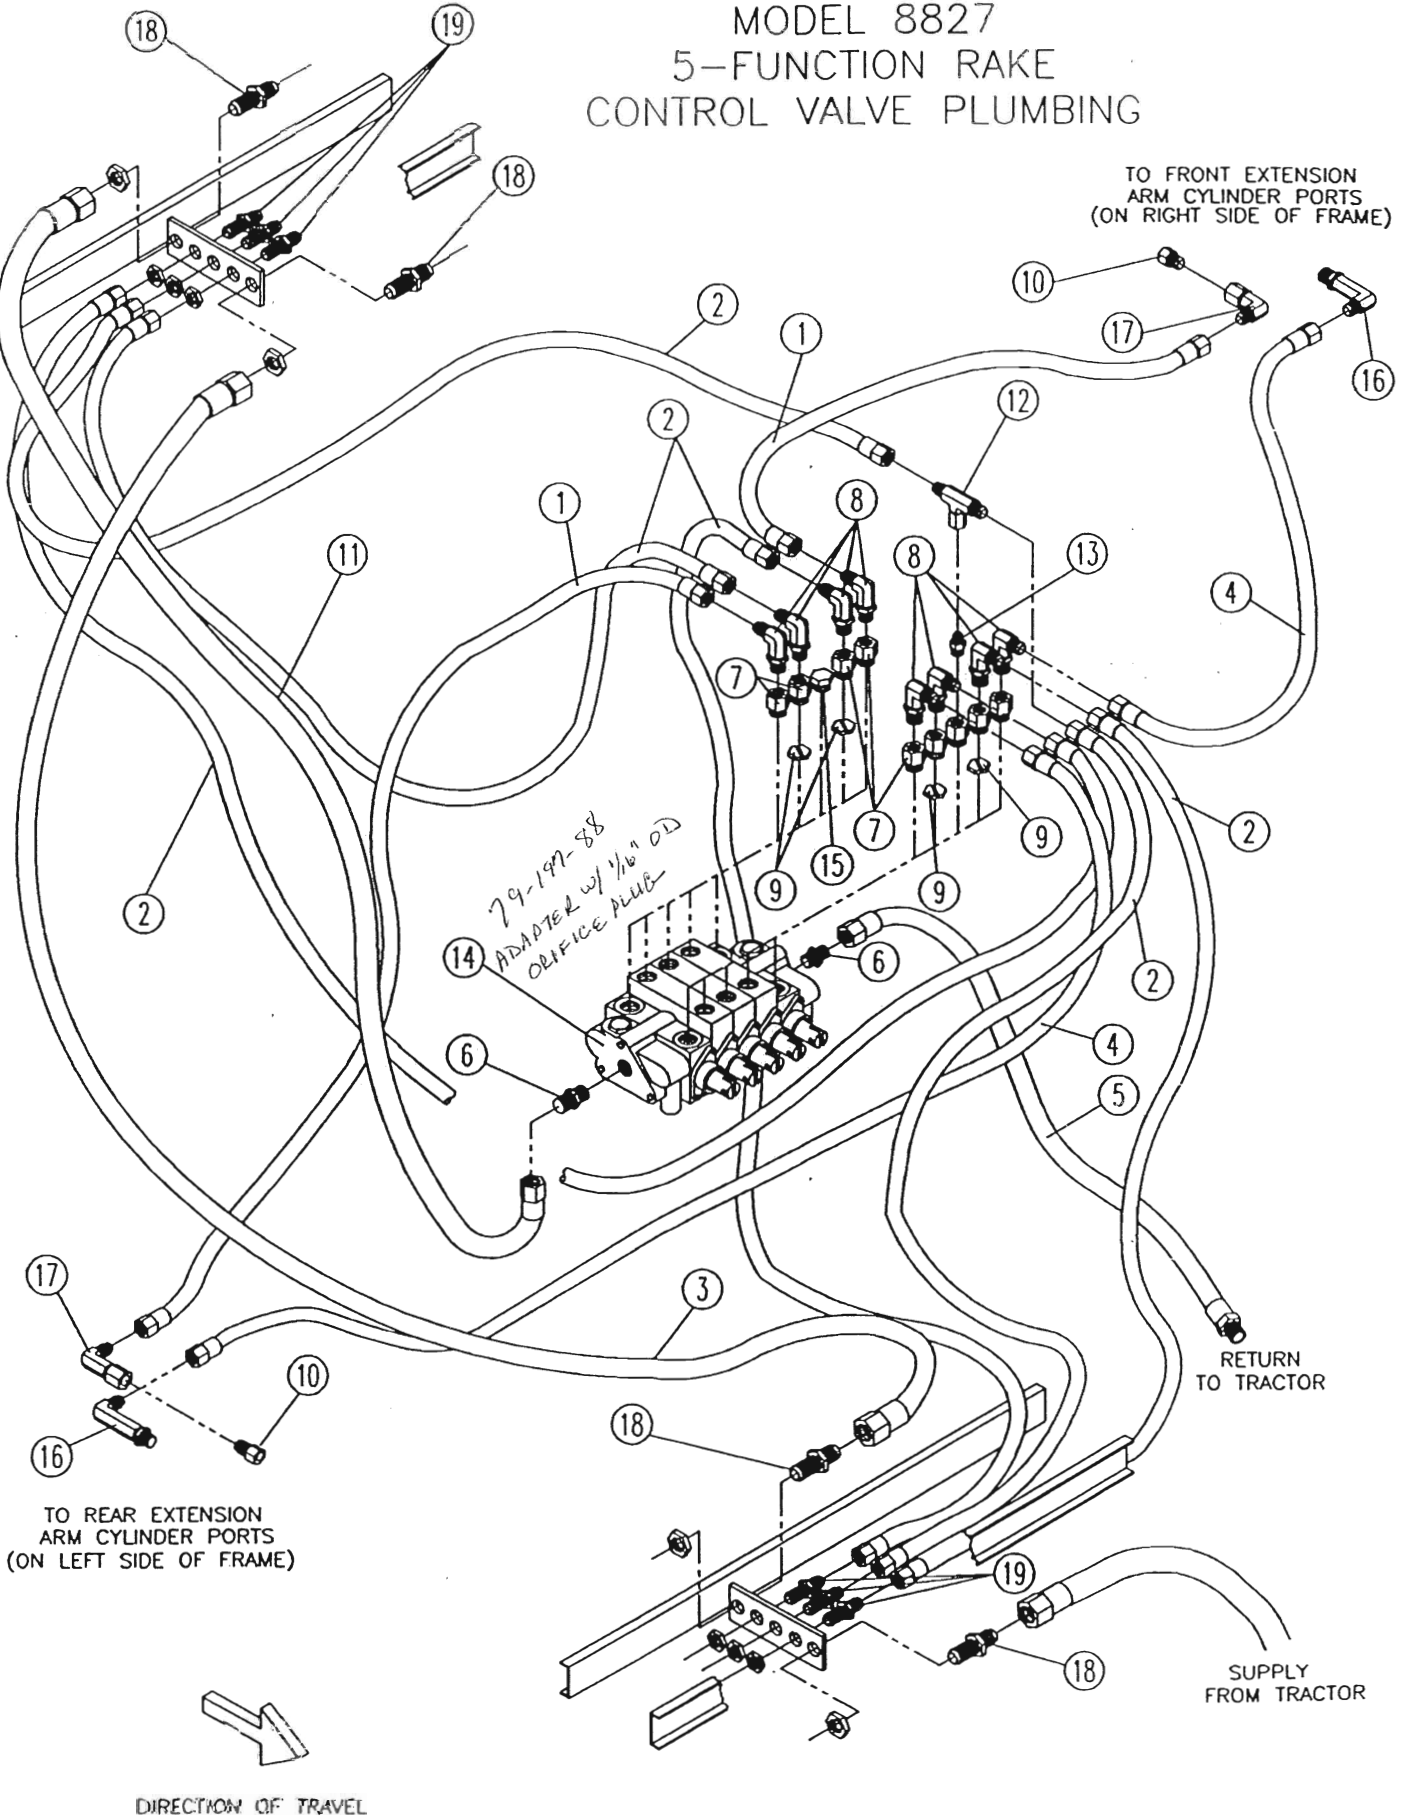 MODEL 8827
5-FUNCTION RAKE
CONTROL VALVE PLUMBING
18
19
18
TO FRONT EXTENSION
ARM CYLINDER PORTS
(ON RIGHT SIDE OF FRAME)
10
2
1
17
16
12
2
8
1
11
8
13
4
7
7
15
9
2
9
9
2
79-197-88
ADAPTER W/ 1/16" OD
ORIFICE PLUG
14
6
2
6
4
5
17
3
10
16
RETURN
TO TRACTOR
18
TO REAR EXTENSION
ARM CYLINDER PORTS
(ON LEFT SIDE OF FRAME)
19
18
SUPPLY
FROM TRACTOR
DIRECTION OF TRAVEL